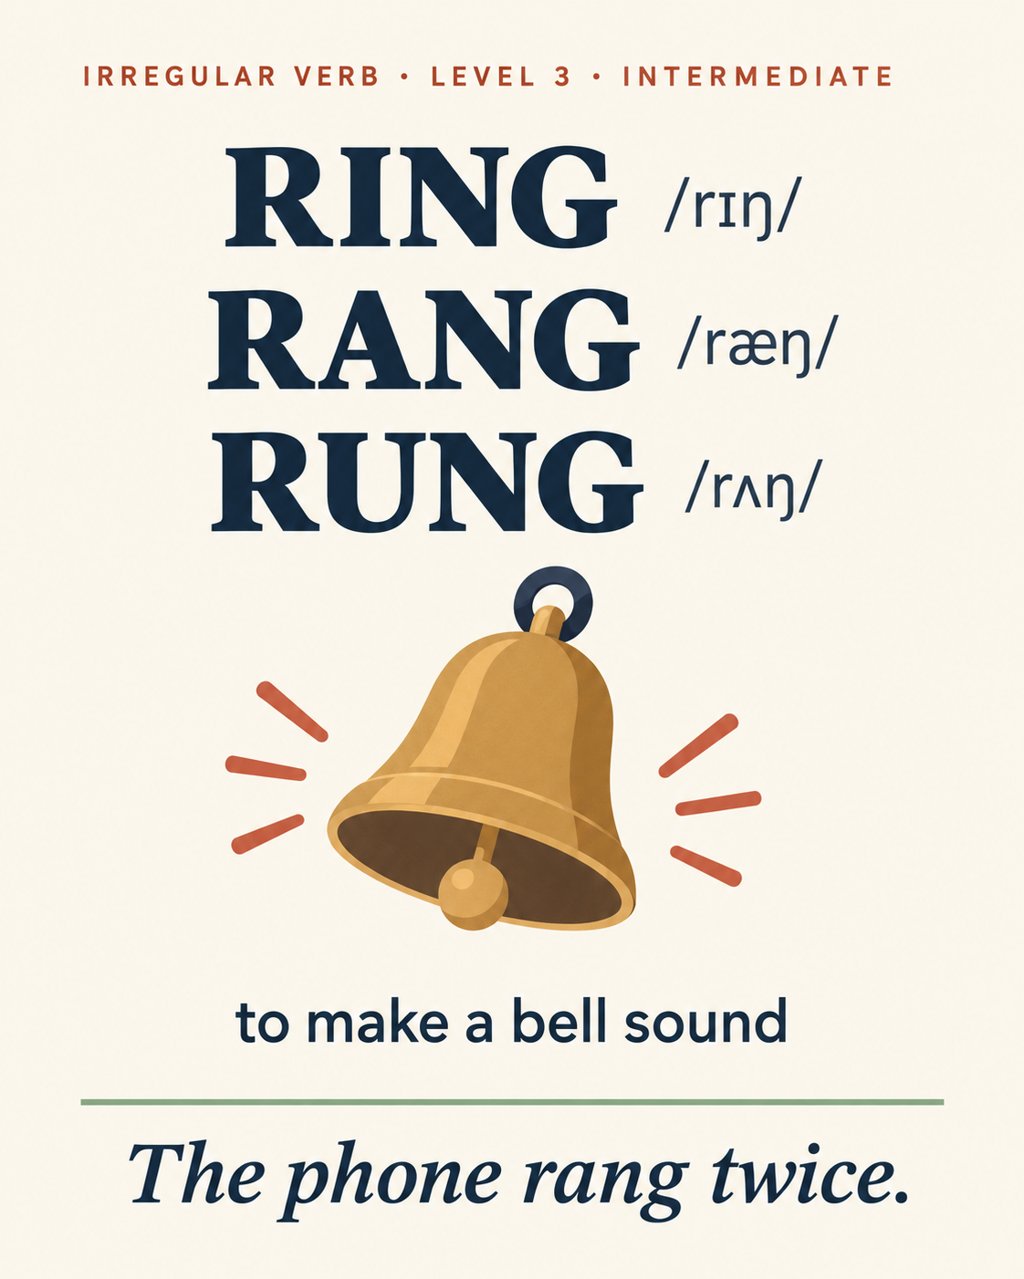 IRREGULAR VERB • LEVEL 3 • INTERMEDIATE
RING /rɪŋ/
RANG /ræŋ/
RUNG /rʌŋ/
to make a bell sound
The phone rang twice.